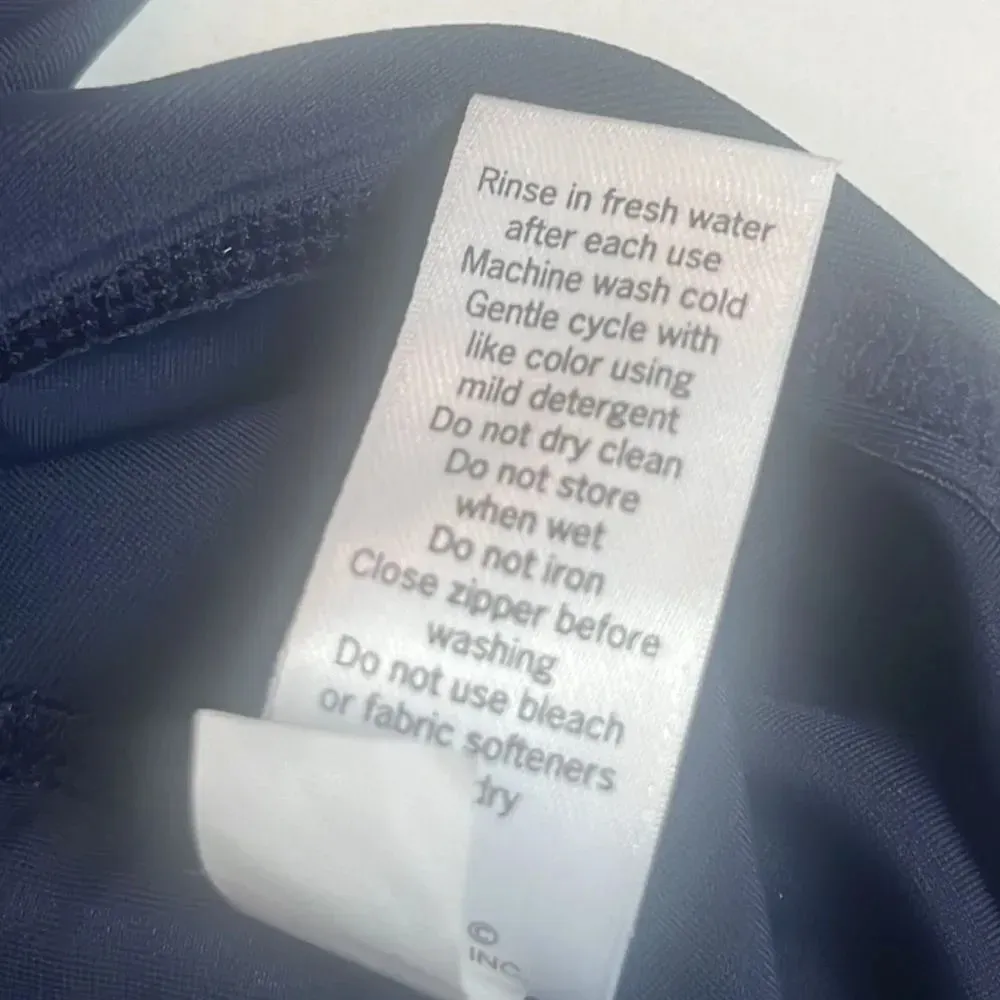 Rinse in fresh water
after each use
Machine wash cold
Gentle cycle with
like color using
mild detergent
Do not dry clean
Do not store
when wet
Do not iron
Close zipper before
washing
Do not use bleach
or fabric softeners
dry
©
INC